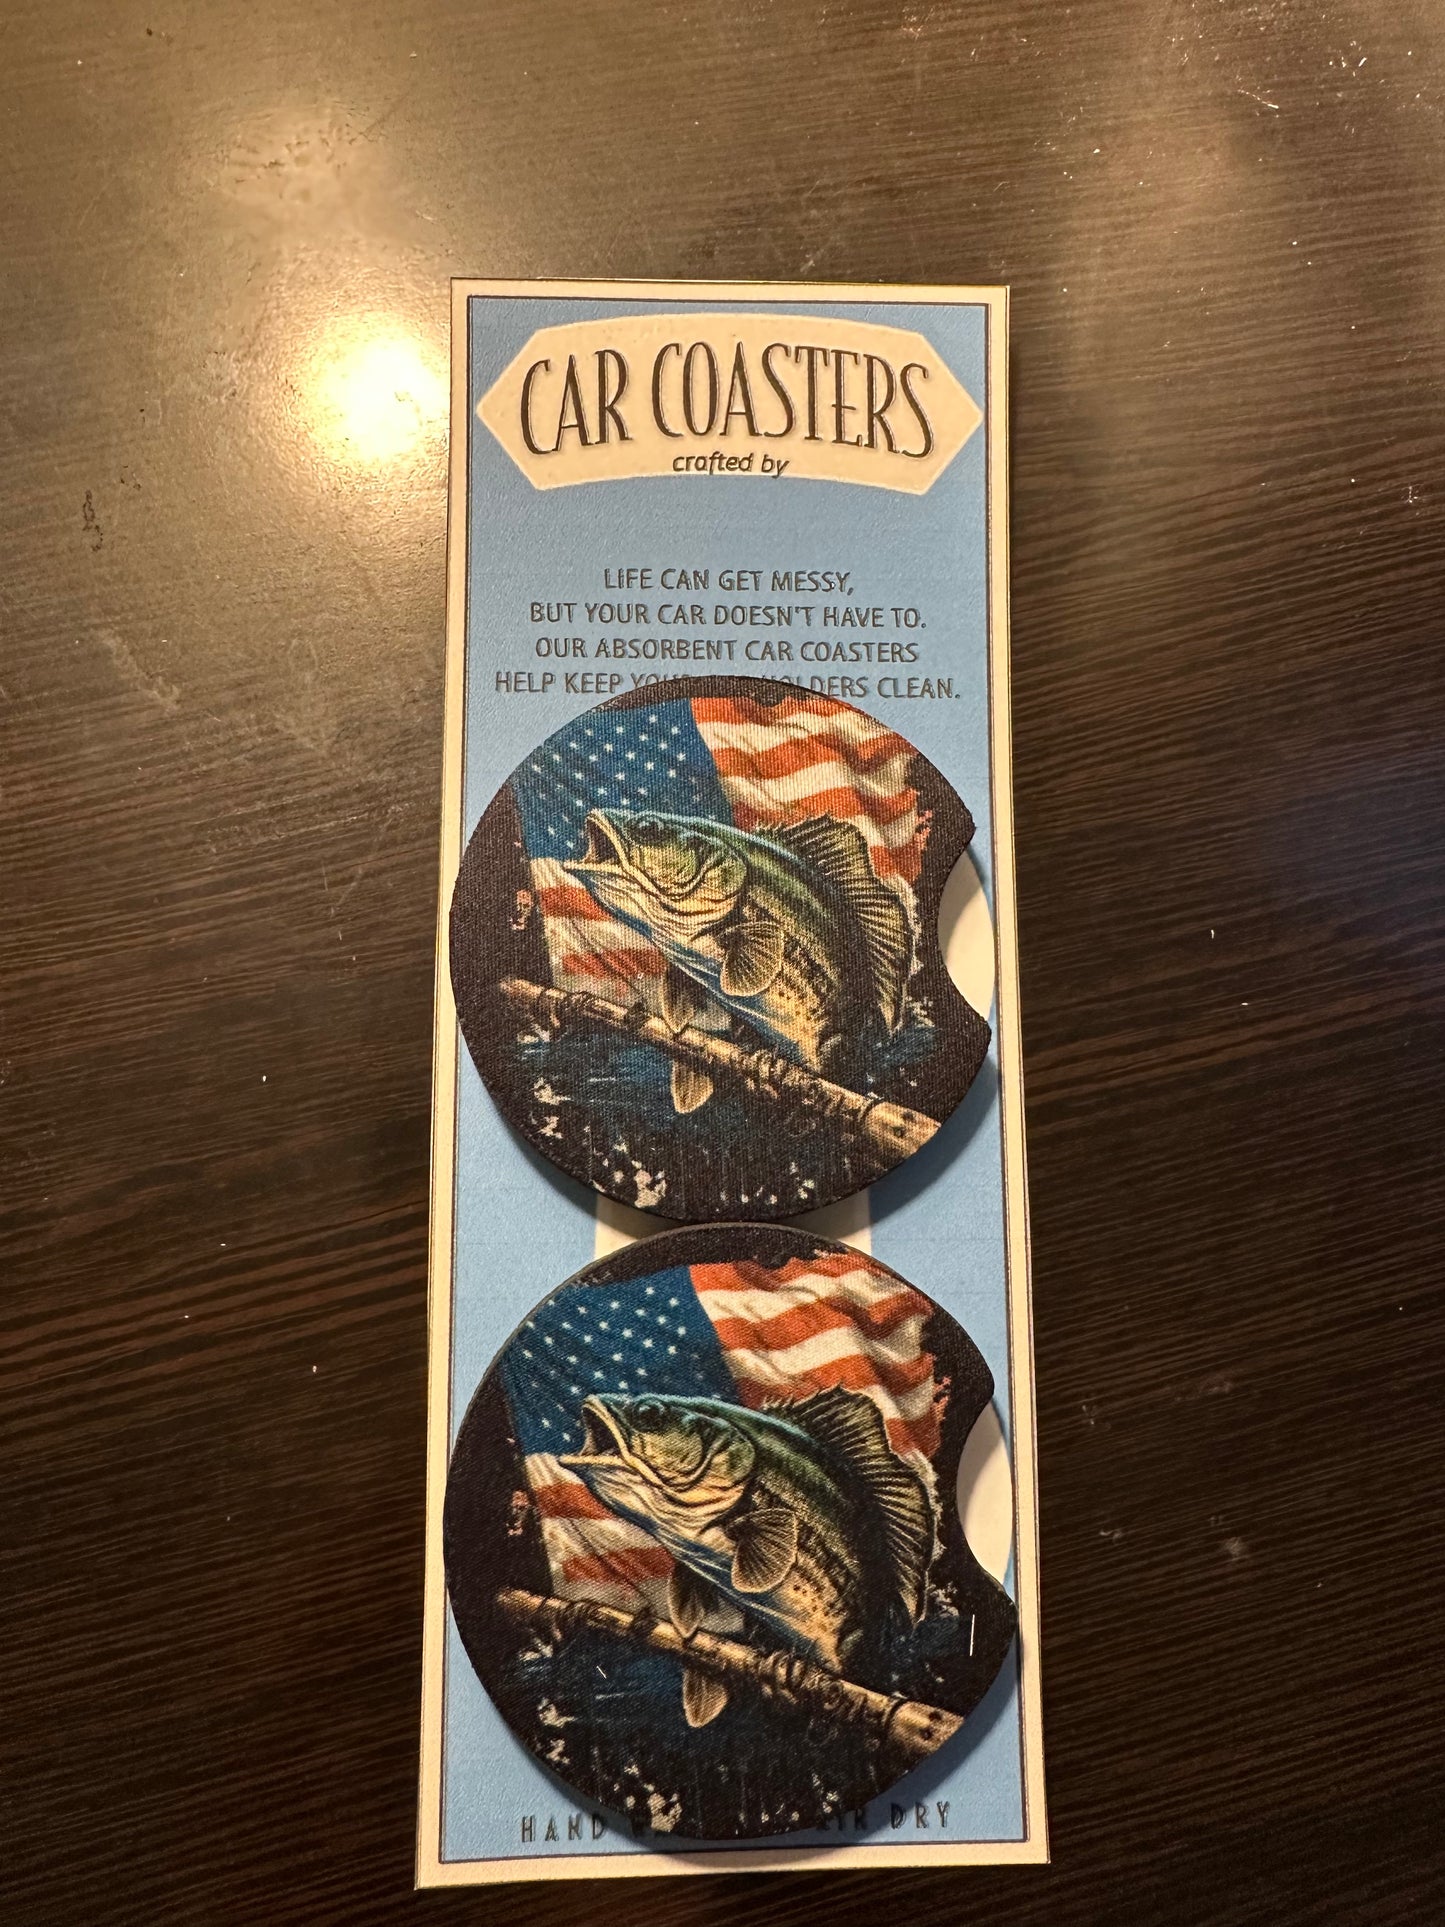 CAR COASTERS
crafted by
LIFE CAN GET MESSY,
BUT YOUR CAR DOESN'T HAVE TO.
OUR ABSORBENT CAR COASTERS
HELP KEEP CLEAN.
HAND DRY